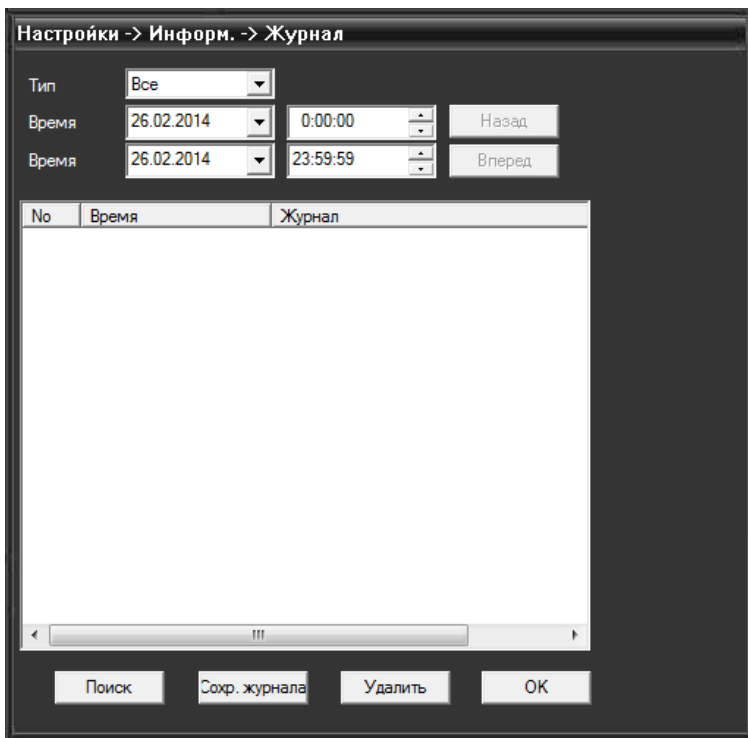 Настройки -> Информ. -> Журнал
Тип Все
Время 26.02.2014 0:00:00 Назад
Время 26.02.2014 23:59:59 Вперед
No Время Журнал
Поиск Сохр. журнала Удалить OK